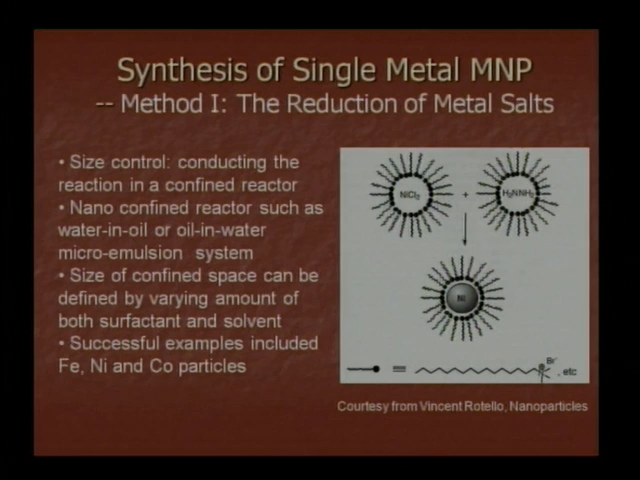 Synthesis of Single Metal MNP
-- Method I: The Reduction of Metal Salts
• Size control: conducting the
reaction in a confined reactor
• Nano confined reactor such as
water-in-oil or oil-in-water
micro-emulsion system
• Size of confined space can be
defined by varying amount of
both surfactant and solvent
• Successful examples included
Fe, Ni and Co particles
NiCl₂
+
H₂NNH₂
Ni
Br⁻
, etc
Courtesy from Vincent Rotello, Nanoparticles